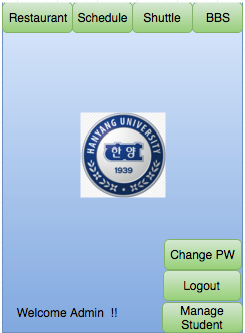 Restaurant Schedule Shuttle BBS
HANYANG UNIVERSITY
한양
1939
Change PW
Logout
Welcome Admin !!
Manage
Student